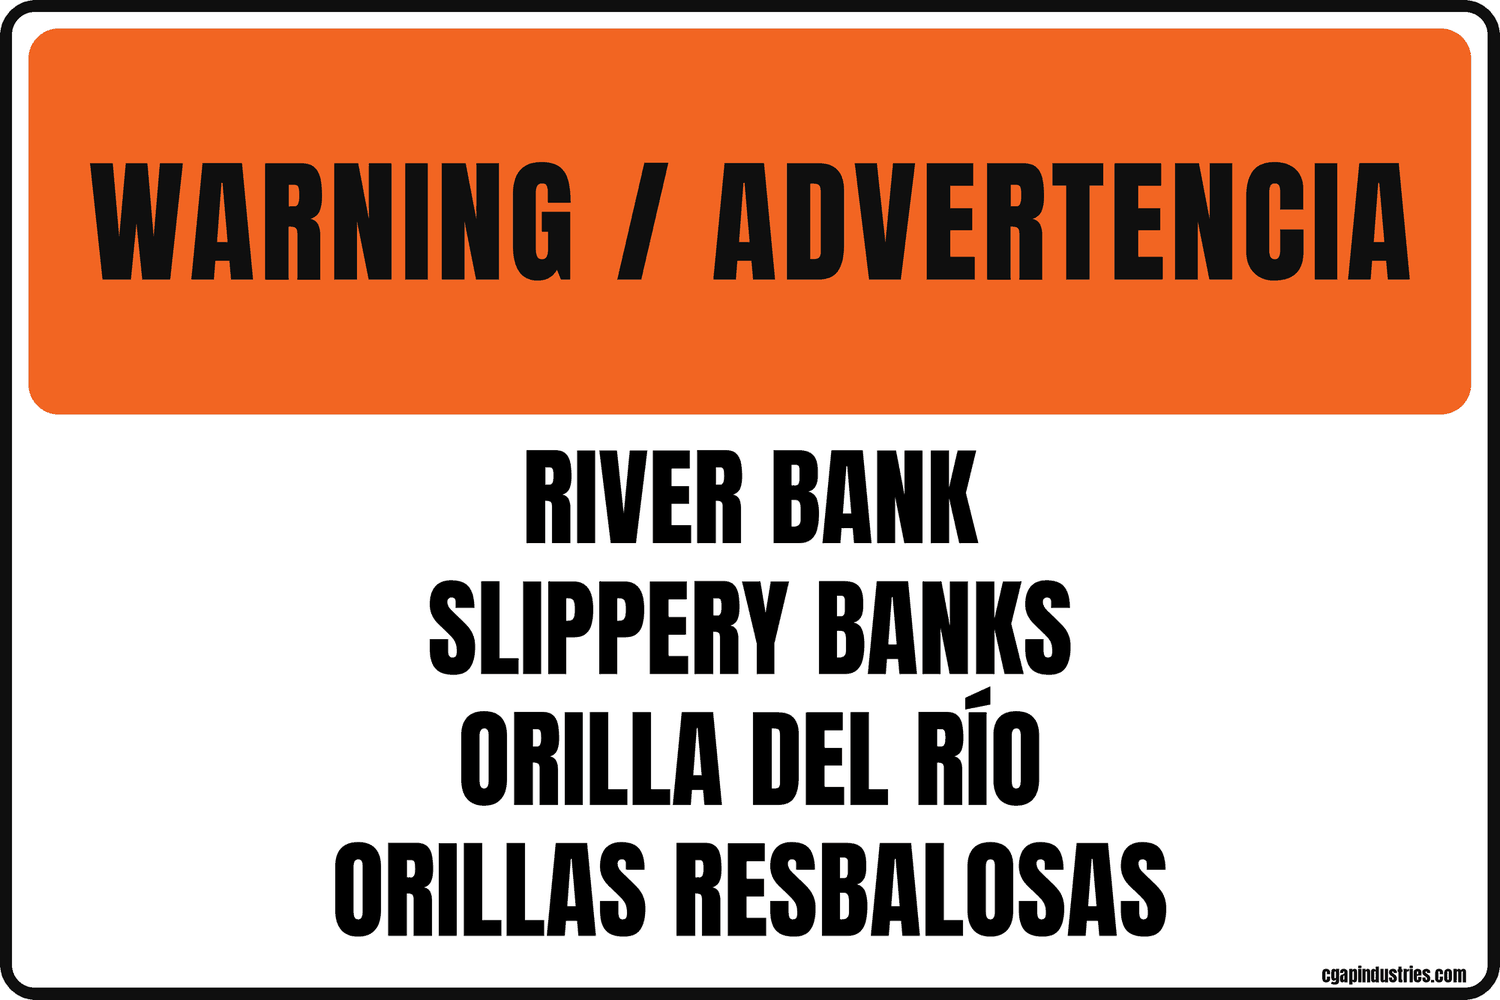 WARNING / ADVERTENCIA
RIVER BANK
SLIPPERY BANKS
ORILLA DEL RÍO
ORILLAS RESBALOSAS
cgapindustries.com